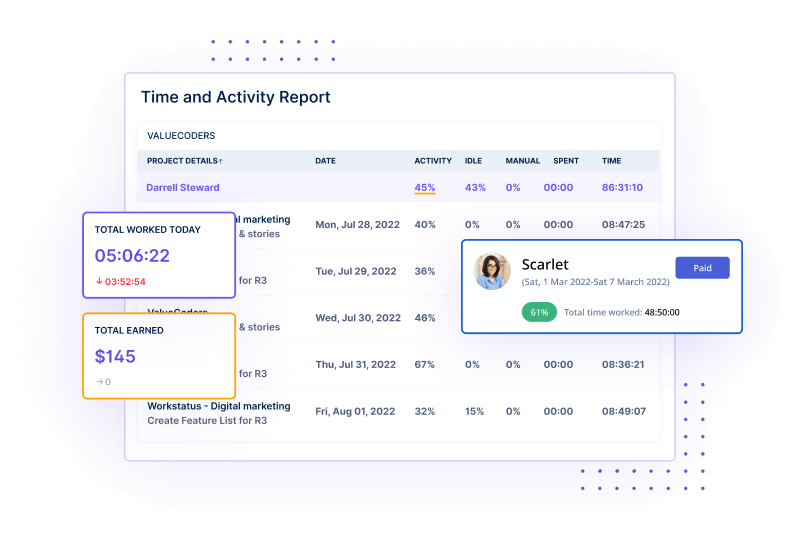 Time and Activity Report
VALUECODERS
PROJECT DETAILS↑ DATE ACTIVITY IDLE MANUAL SPENT TIME
Darrell Steward 45% 43% 0% 00:00 86:31:10
marketing Mon, Jul 28, 2022 40% 0% 0% 00:00 08:47:25
& stories
TOTAL WORKED TODAY
05:06:22
↓ 03:52:54
Tue, Jul 29, 2022 36%
for R3
Scarlet
(Sat, 1 Mar 2022-Sat 7 March 2022)
Paid
61% Total time worked: 48:50:00
ValueCoders Wed, Jul 30, 2022 46%
& stories
TOTAL EARNED
$145
→0
Thu, Jul 31, 2022 67% 0% 0% 00:00 08:36:21
for R3
Workstatus - Digital marketing Fri, Aug 01, 2022 32% 15% 0% 00:00 08:49:07
Create Feature List for R3